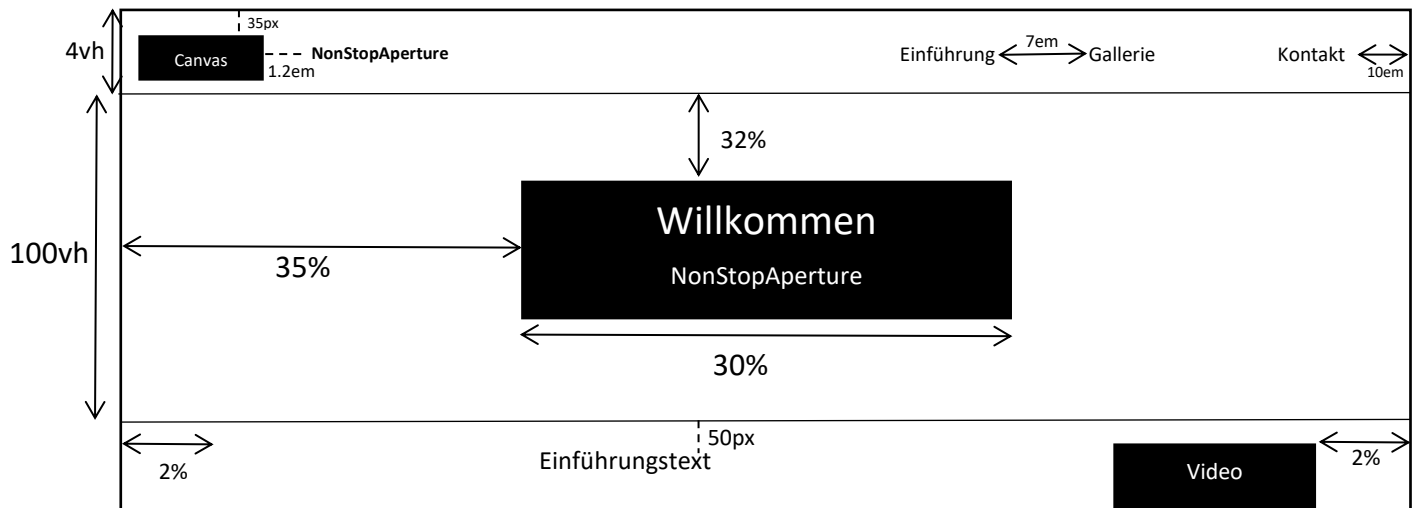 35px
4vh
Canvas
NonStopAperture
1.2em
Einführung
7em
Gallerie
Kontakt
10em
32%
Willkommen
NonStopAperture
100vh
35%
30%
50px
2%
Einführungstext
Video
2%